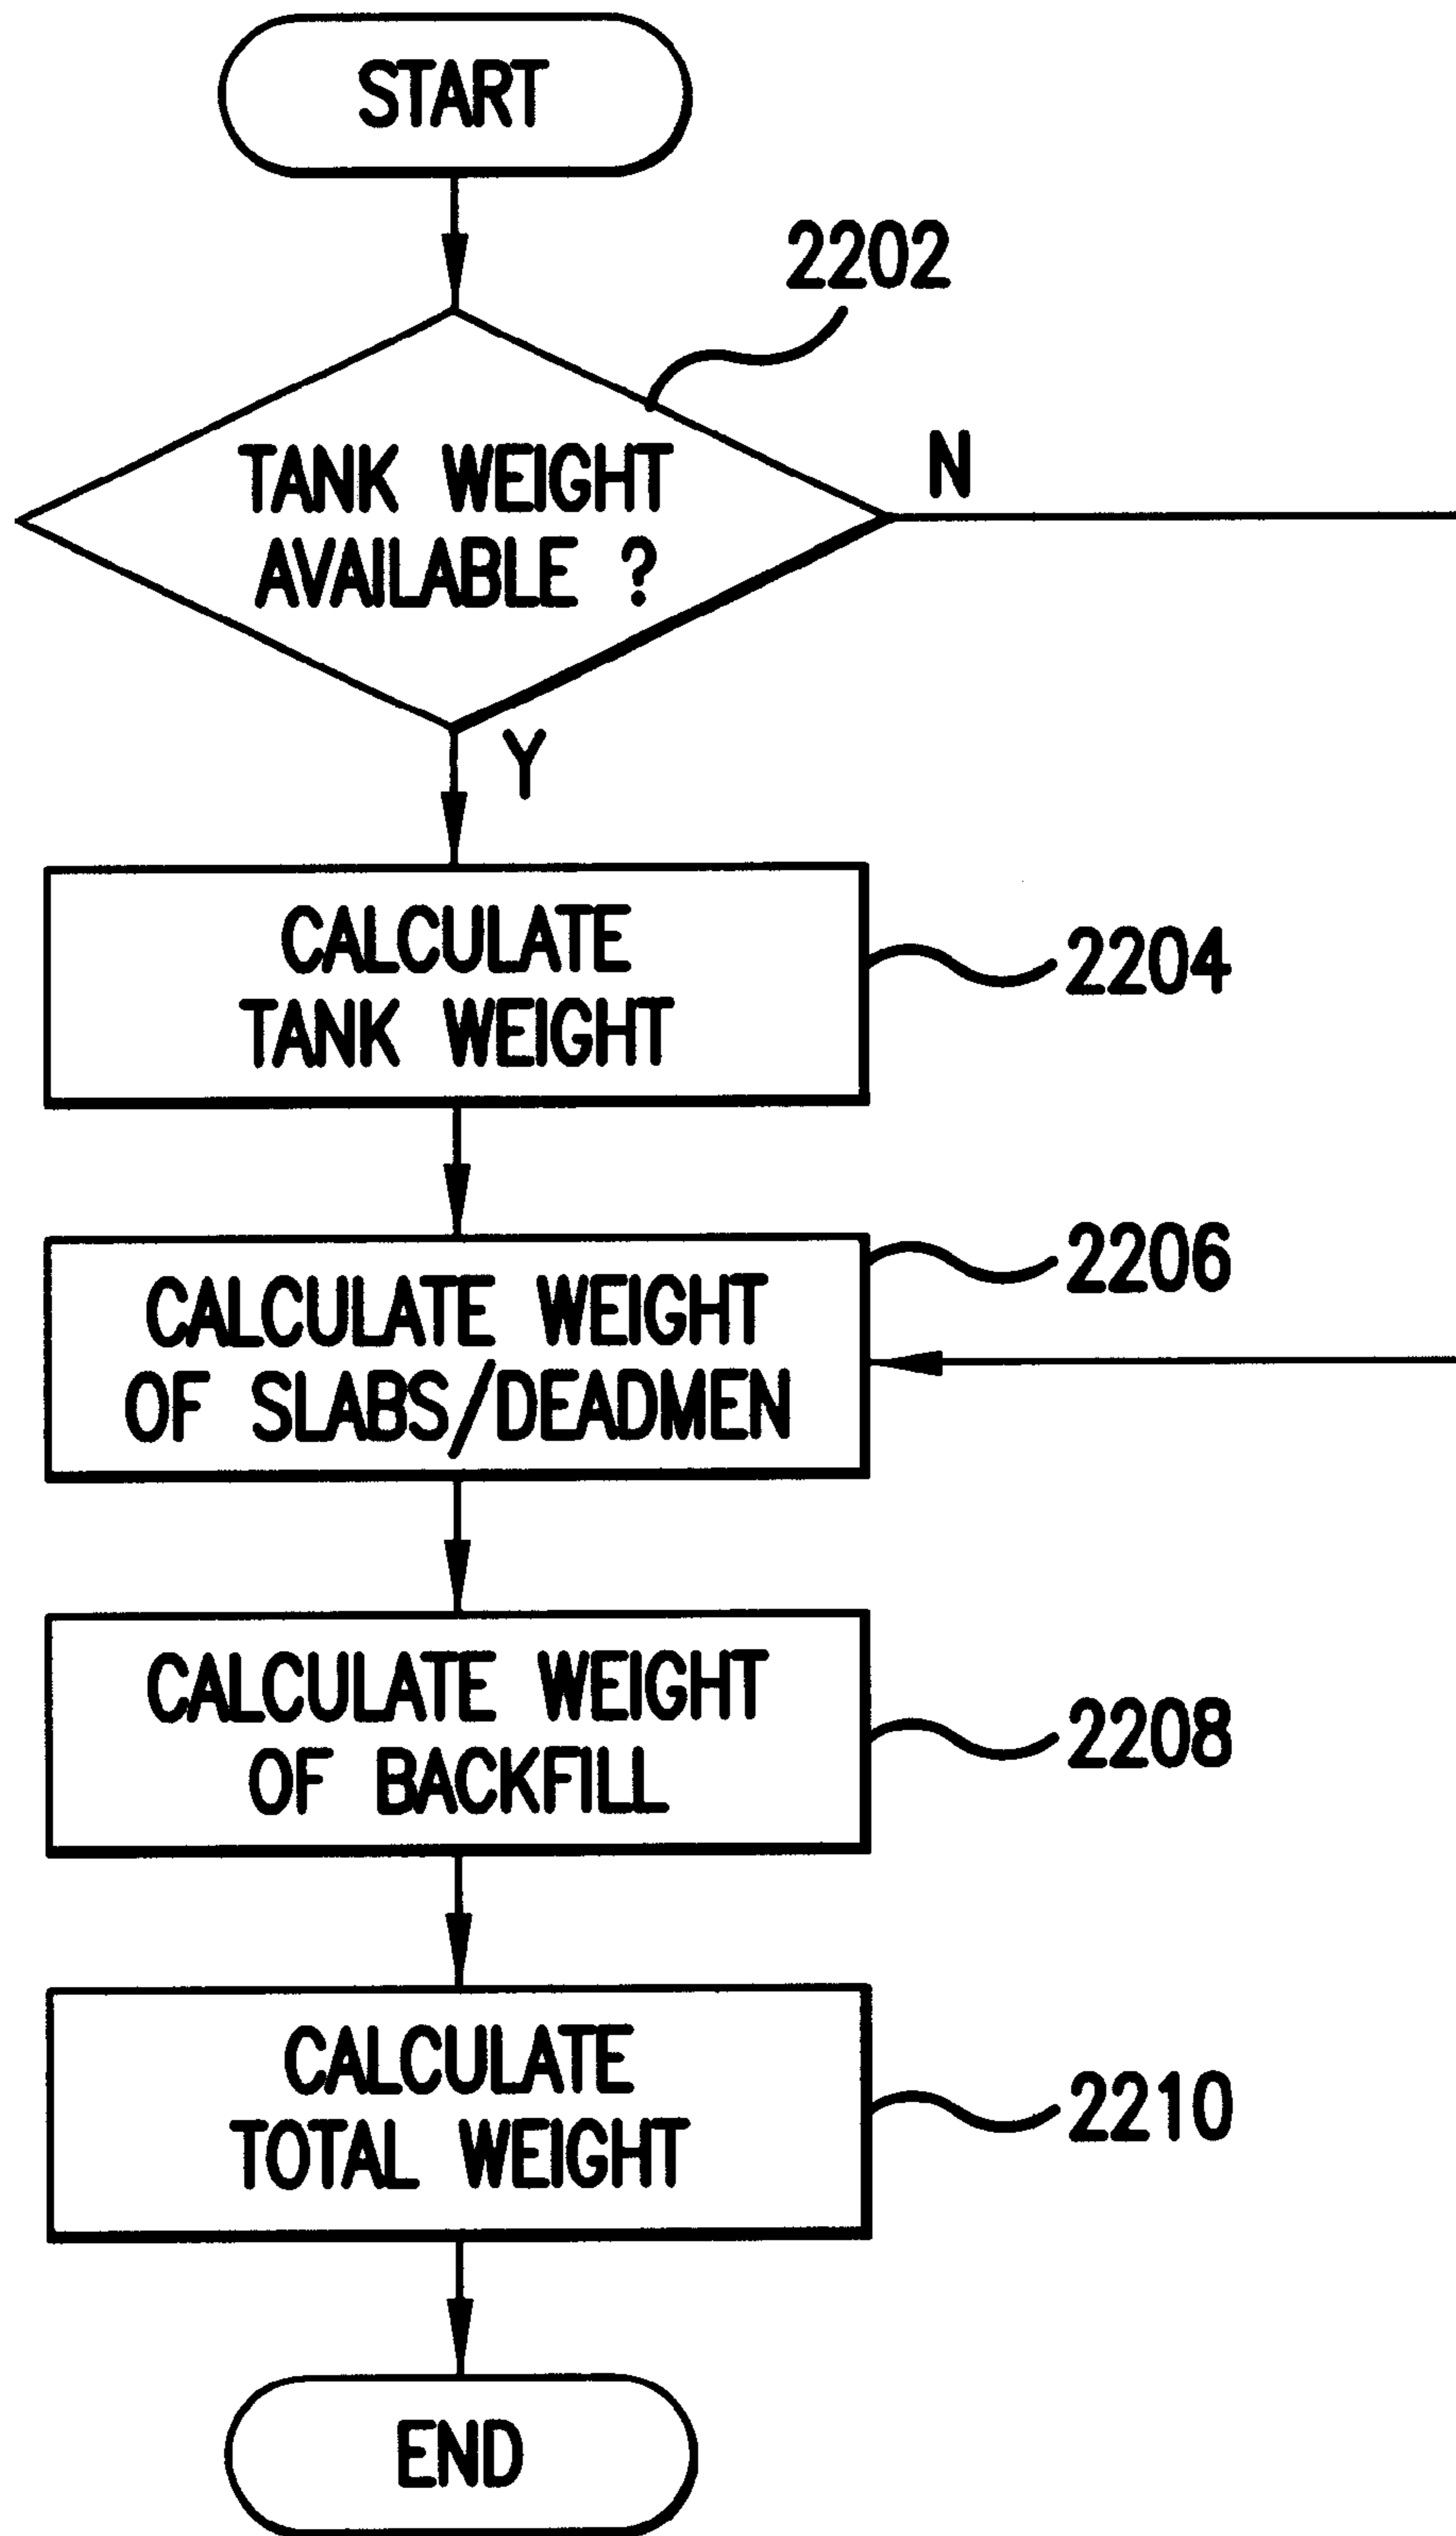 START
2202
TANK WEIGHT
AVAILABLE ?
N
Y
CALCULATE
TANK WEIGHT
2204
CALCULATE WEIGHT
OF SLABS/DEADMEN
2206
CALCULATE WEIGHT
OF BACKFILL
2208
CALCULATE
TOTAL WEIGHT
2210
END